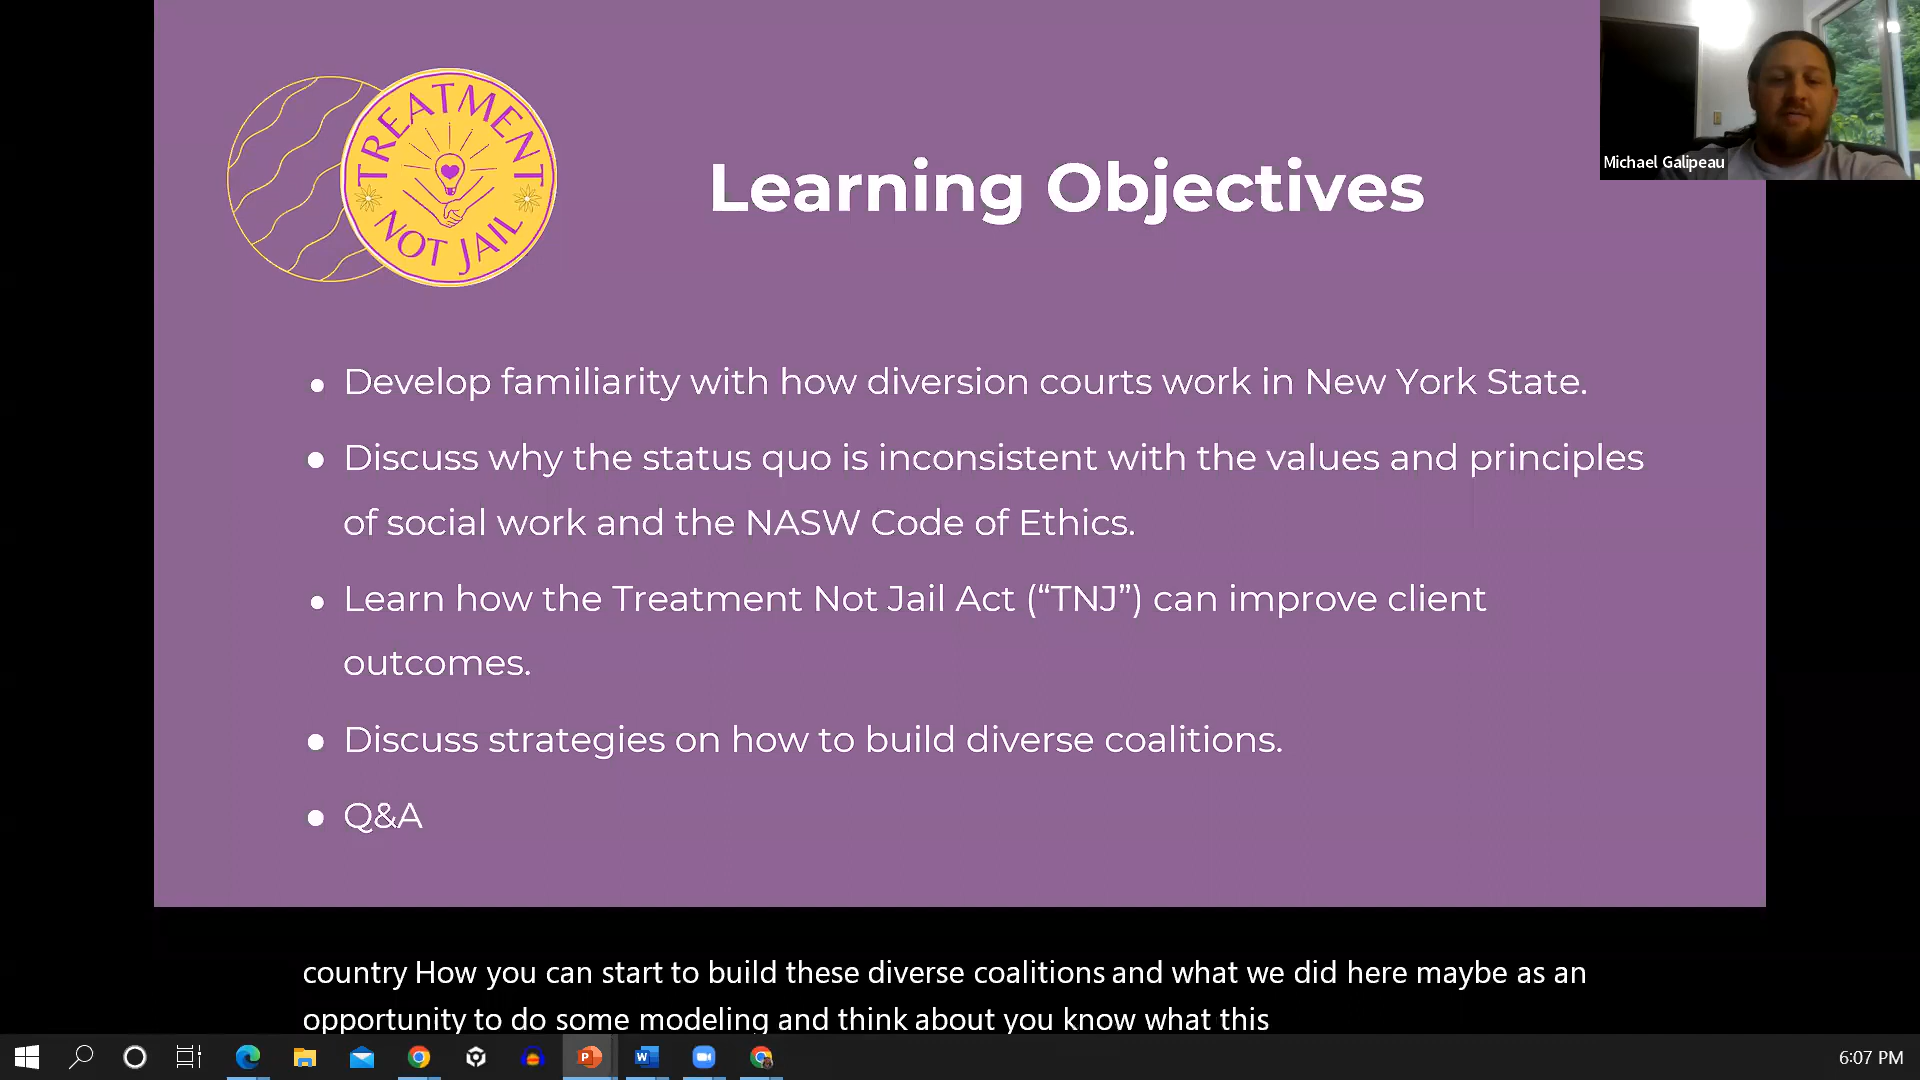 TREATMENT
NOT JAIL
Learning Objectives
Michael Galipeau
● Develop familiarity with how diversion courts work in New York State.
● Discuss why the status quo is inconsistent with the values and principles
of social work and the NASW Code of Ethics.
● Learn how the Treatment Not Jail Act (“TNJ”) can improve client
outcomes.
● Discuss strategies on how to build diverse coalitions.
● Q&A
country How you can start to build these diverse coalitions and what we did here maybe as an
opportunity to do some modeling and think about you know what this
6:07 PM